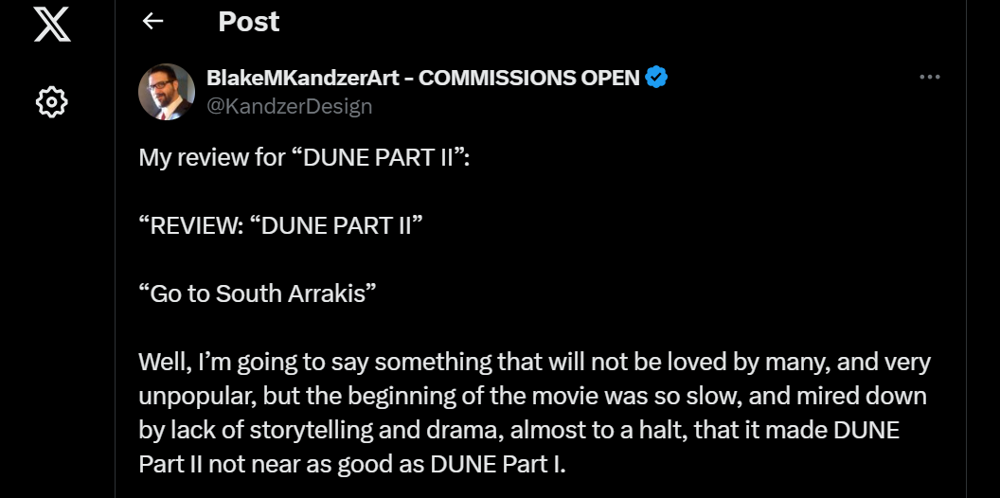 Post
BlakeMKandzerArt - COMMISSIONS OPEN
@KandzerDesign
My review for “DUNE PART II”:
“REVIEW: “DUNE PART II”
“Go to South Arrakis”
Well, I’m going to say something that will not be loved by many, and very
unpopular, but the beginning of the movie was so slow, and mired down
by lack of storytelling and drama, almost to a halt, that it made DUNE
Part II not near as good as DUNE Part I.